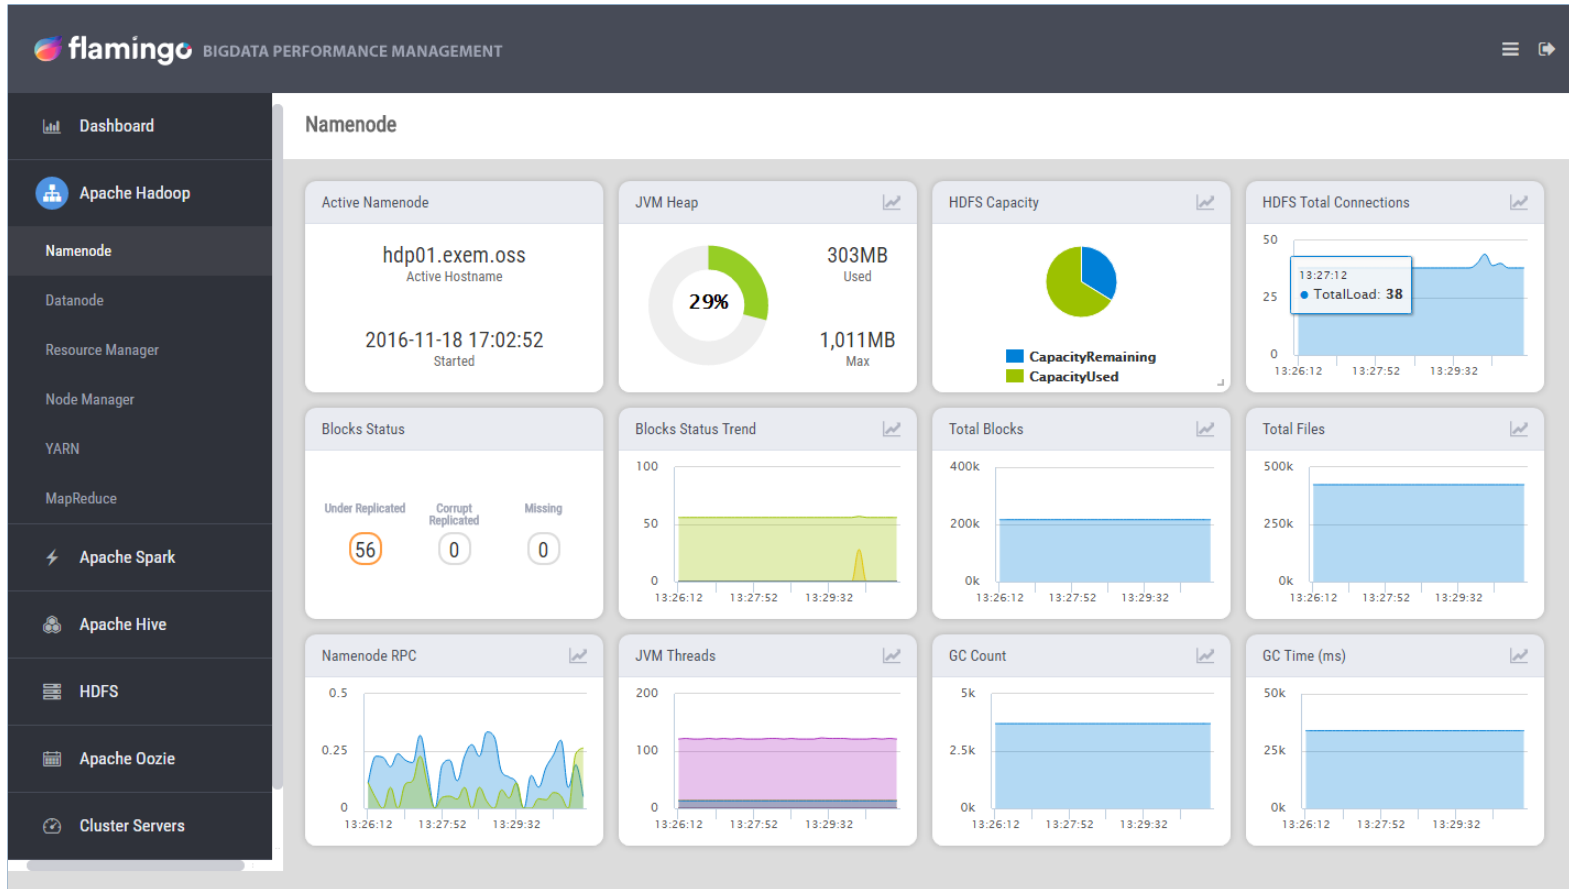 flamingo BIGDATA PERFORMANCE MANAGEMENT
Dashboard
Apache Hadoop
Namenode
Datanode
Resource Manager
Node Manager
YARN
MapReduce
Apache Spark
Apache Hive
HDFS
Apache Oozie
Cluster Servers
Namenode
Active Namenode
hdp01.exem.oss
Active Hostname
2016-11-18 17:02:52
Started
JVM Heap
29%
303MB
Used
1,011MB
Max
HDFS Capacity
CapacityRemaining
CapacityUsed
HDFS Total Connections
50
25
0
13:27:12
TotalLoad: 38
13:26:12 13:27:52 13:29:32
Blocks Status
Under Replicated
Corrupt
Replicated
Missing
56
0
0
Blocks Status Trend
100
50
0
13:26:12 13:27:52 13:29:32
Total Blocks
400k
200k
0k
13:26:12 13:27:52 13:29:32
Total Files
500k
250k
0k
13:26:12 13:27:52 13:29:32
Namenode RPC
0.5
0.25
0
13:26:12 13:27:52 13:29:32
JVM Threads
200
100
0
13:26:12 13:27:52 13:29:32
GC Count
5k
2.5k
0k
13:26:12 13:27:52 13:29:32
GC Time (ms)
50k
25k
0k
13:26:12 13:27:52 13:29:32